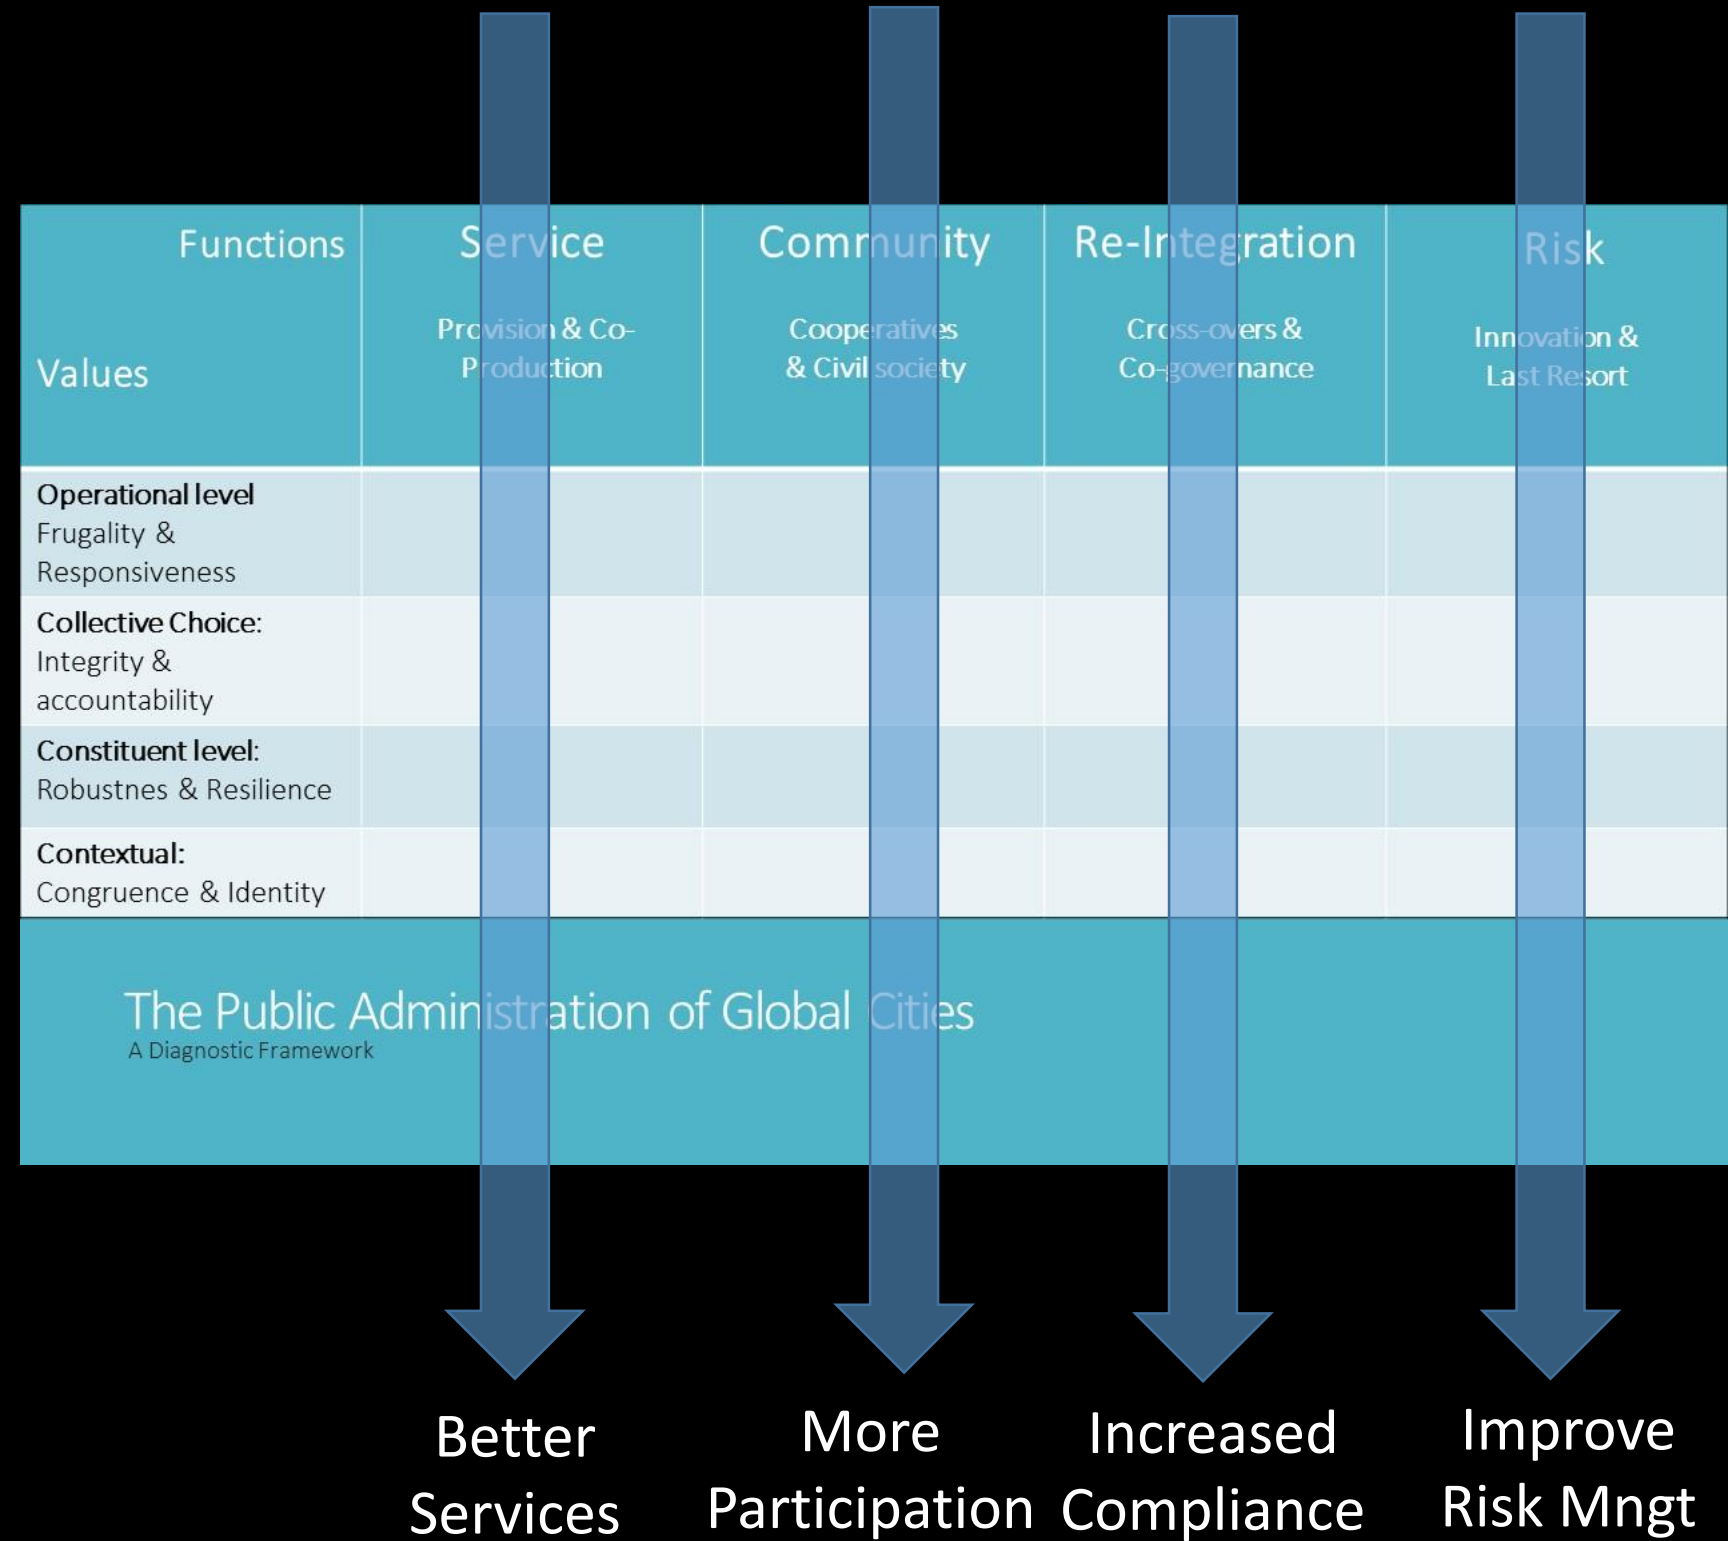 Functions
Values
Service
Provision & Co-
Production
Community
Cooperatives
& Civil society
Re-Integration
Cross-overs &
Co-governance
Risk
Innovation &
Last Resort
Operational level
Frugality &
Responsiveness
Collective Choice:
Integrity &
accountability
Constituent level:
Robustnes & Resilience
Contextual:
Congruence & Identity
The Public Administration of Global Cities
A Diagnostic Framework
Better
Services
More
Participation
Increased
Compliance
Improve
Risk Mngt